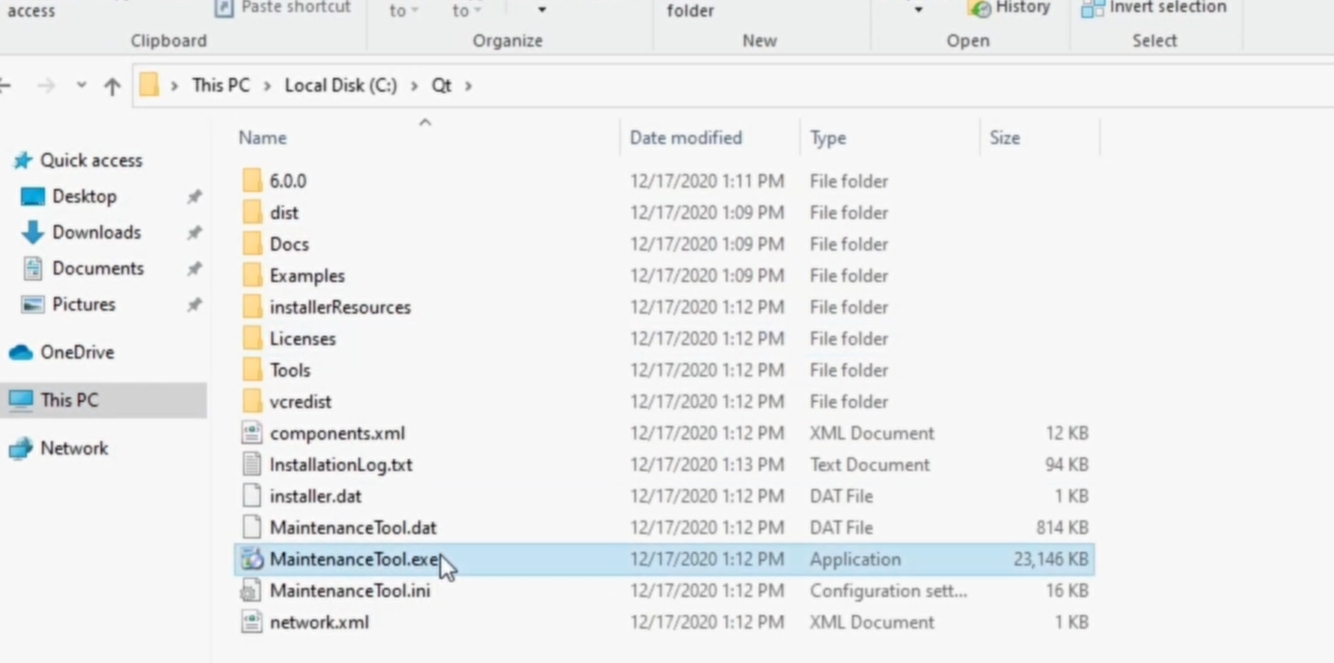 access
Paste shortcut
to
to
folder
History
Invert selection
Clipboard
Organize
New
Open
Select
This PC > Local Disk (C:) > Qt >
Name Date modified Type Size
Quick access
Desktop
Downloads
Documents
Pictures
OneDrive
This PC
Network
6.0.0 12/17/2020 1:11 PM File folder
dist 12/17/2020 1:09 PM File folder
Docs 12/17/2020 1:09 PM File folder
Examples 12/17/2020 1:09 PM File folder
installerResources 12/17/2020 1:12 PM File folder
Licenses 12/17/2020 1:12 PM File folder
Tools 12/17/2020 1:12 PM File folder
vcredist 12/17/2020 1:12 PM File folder
components.xml 12/17/2020 1:12 PM XML Document 12 KB
InstallationLog.txt 12/17/2020 1:13 PM Text Document 94 KB
installer.dat 12/17/2020 1:12 PM DAT File 1 KB
MaintenanceTool.dat 12/17/2020 1:12 PM DAT File 814 KB
MaintenanceTool.exe 12/17/2020 1:12 PM Application 23,146 KB
MaintenanceTool.ini 12/17/2020 1:12 PM Configuration sett... 16 KB
network.xml 12/17/2020 1:12 PM XML Document 1 KB